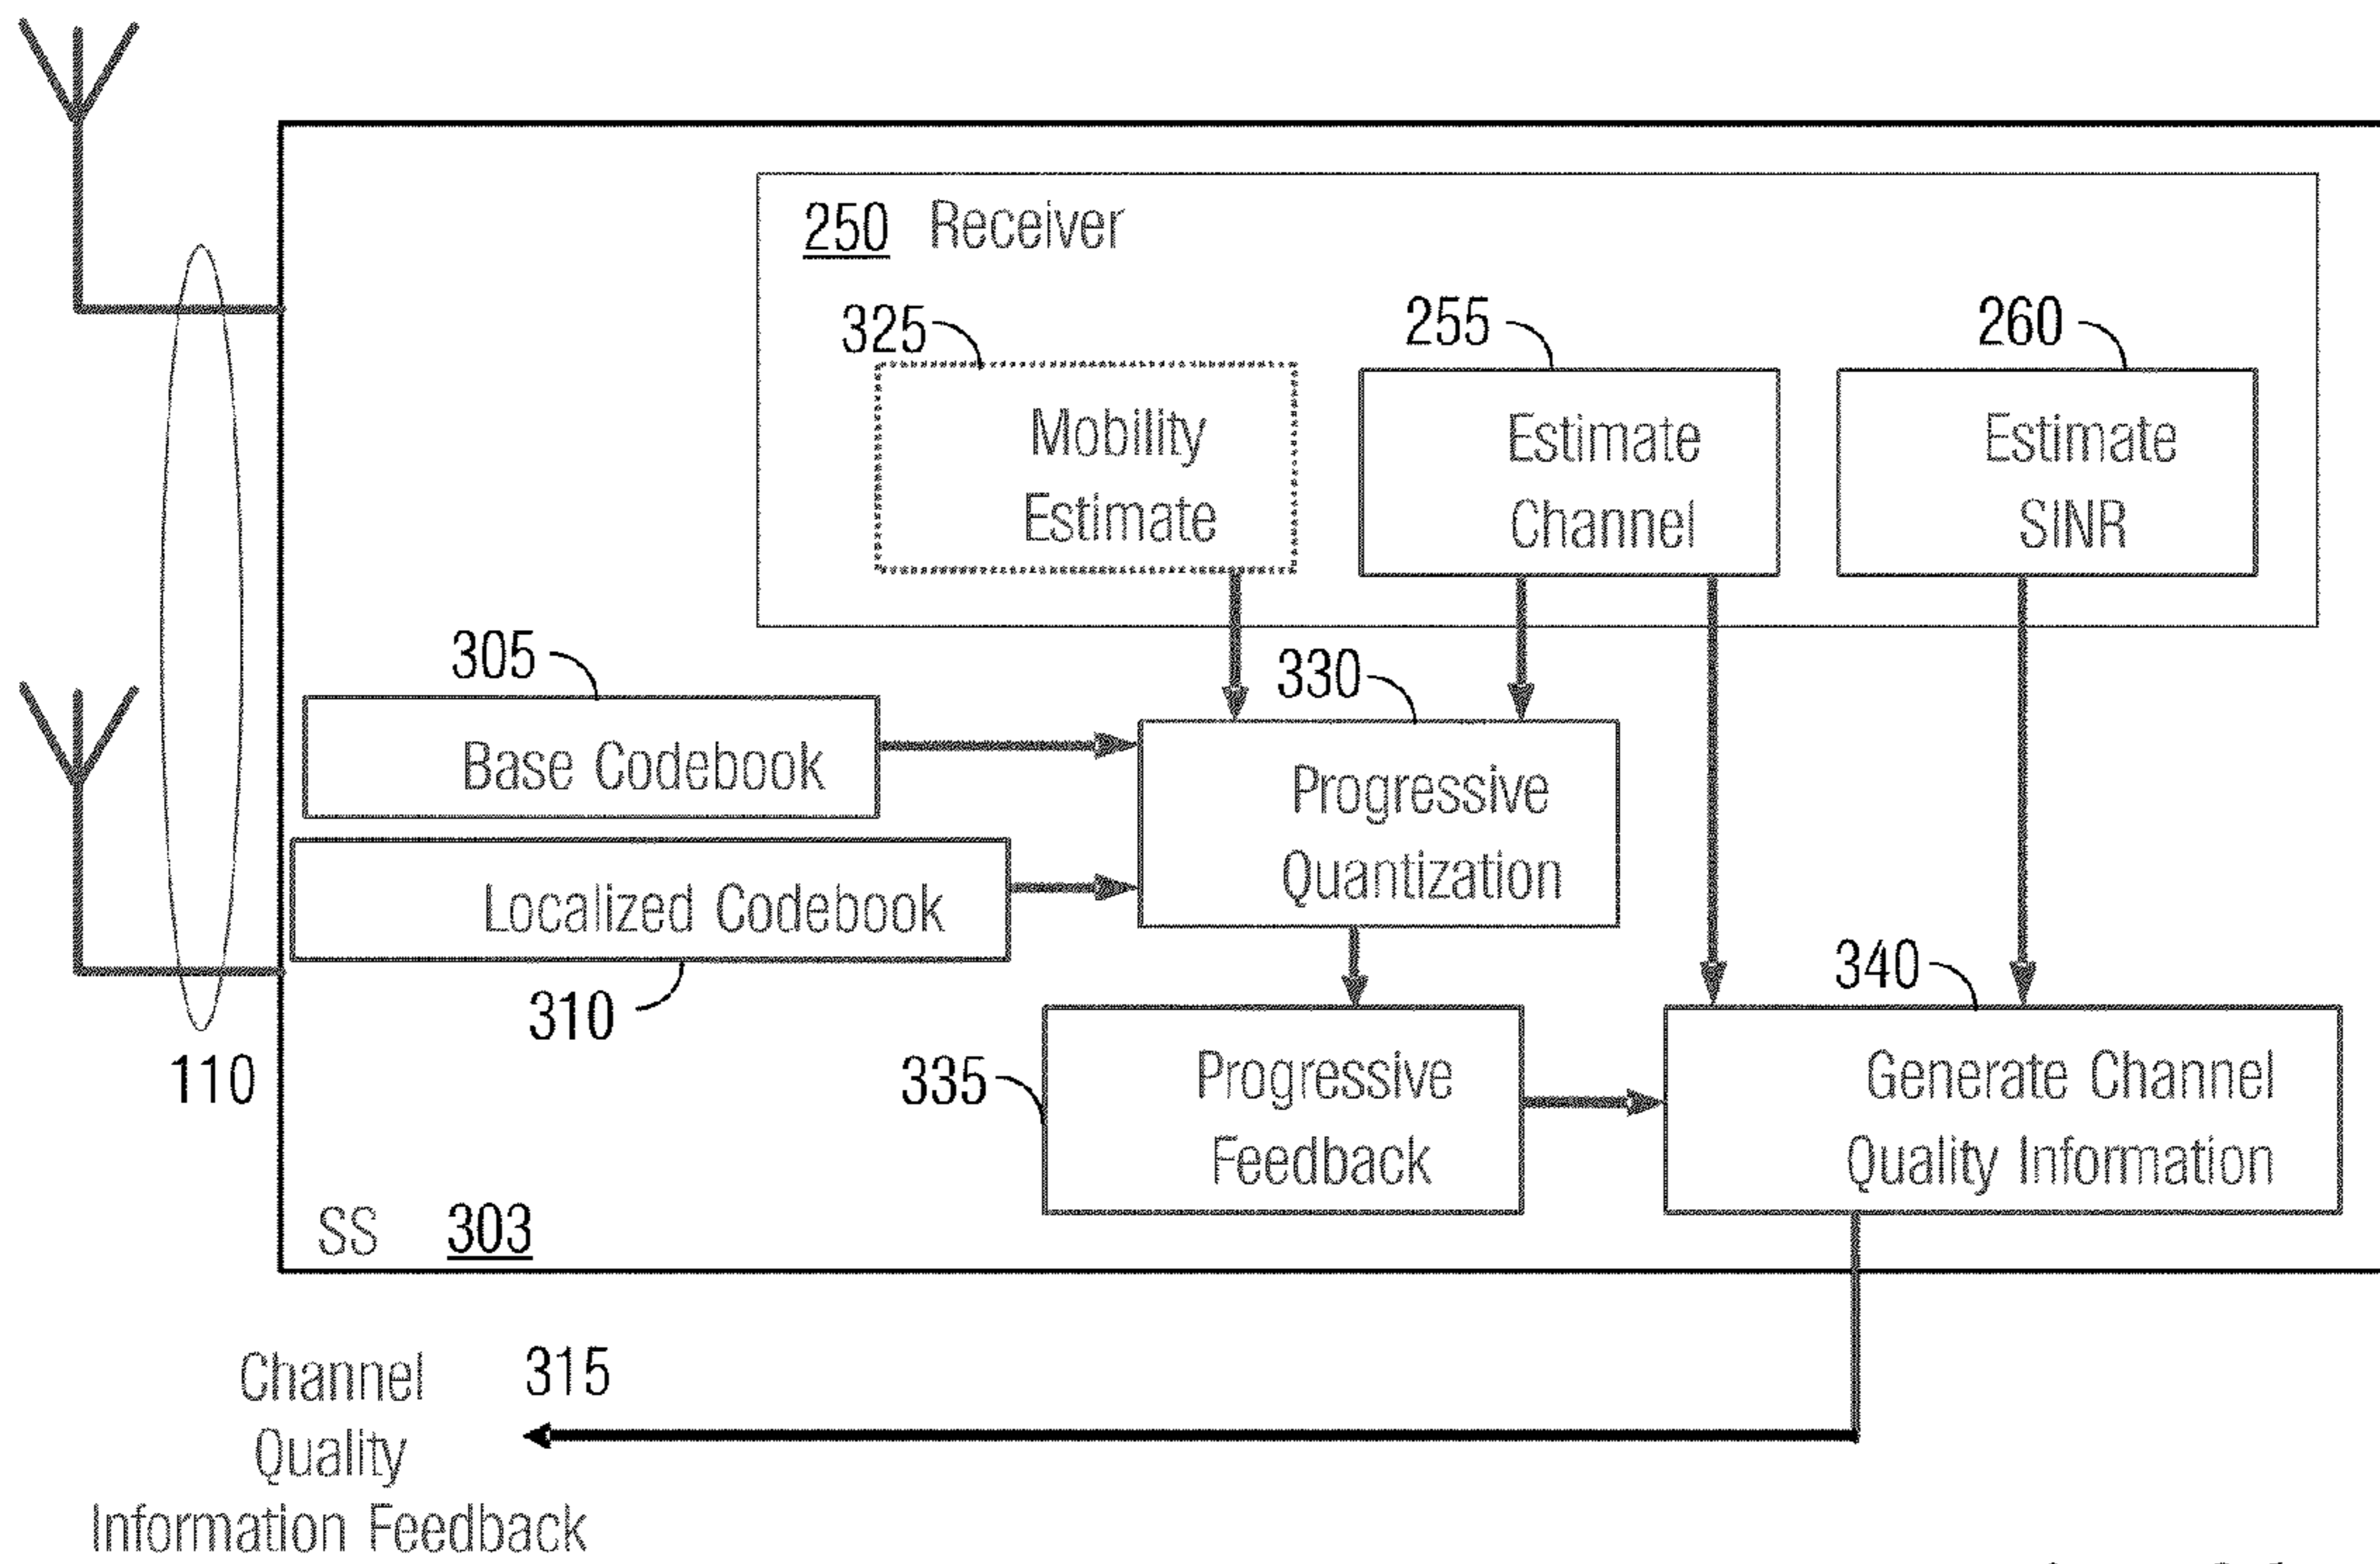 250 Receiver
325
255
260
Mobility
Estimate
Estimate
Channel
Estimate
SINR
305
330
Base Codebook
Progressive
Quantization
Localized Codebook
310
340
110
335
Progressive
Feedback
Generate Channel
Quality Information
SS 303
Channel
Quality
Information Feedback
315